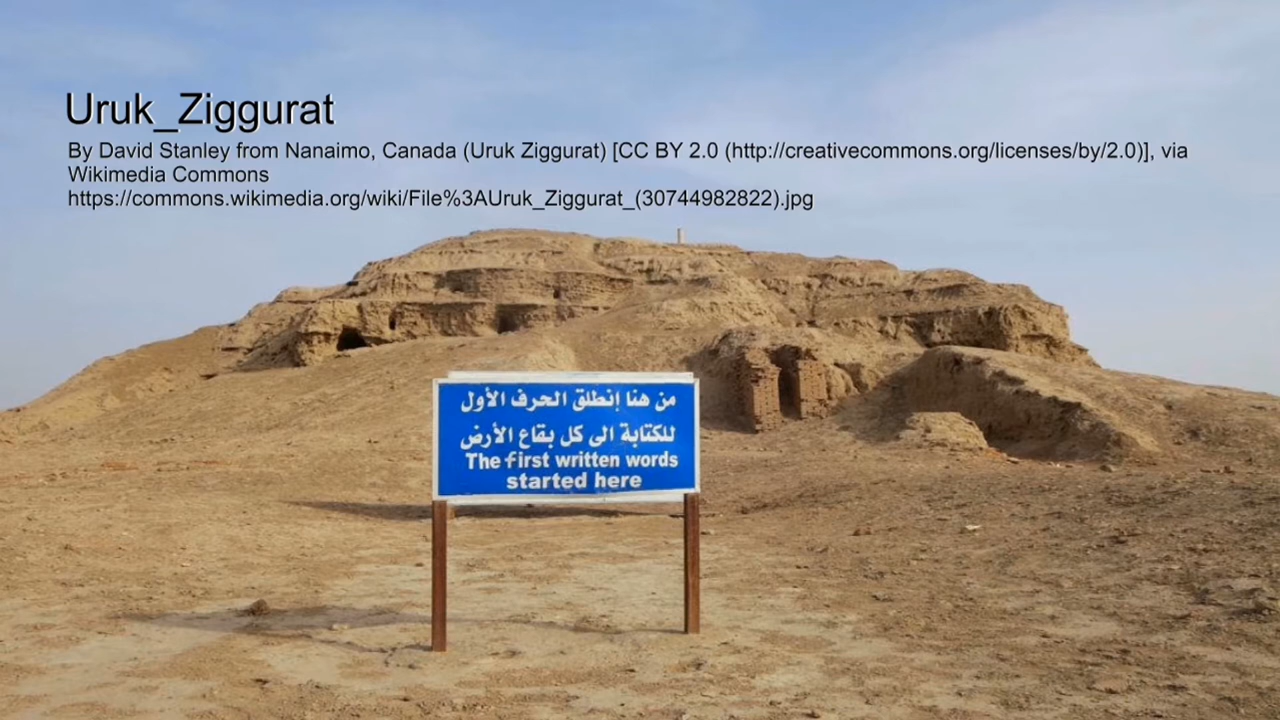 Uruk_Ziggurat
By David Stanley from Nanaimo, Canada (Uruk Ziggurat) [CC BY 2.0 (http://creativecommons.org/licenses/by/2.0)], via
Wikimedia Commons
https://commons.wikimedia.org/wiki/File%3AUruk_Ziggurat_(30744982822).jpg
من هنا إنطلق الحرف الأول
للكتابة الى كل بقاع الأرض
The first written words
started here